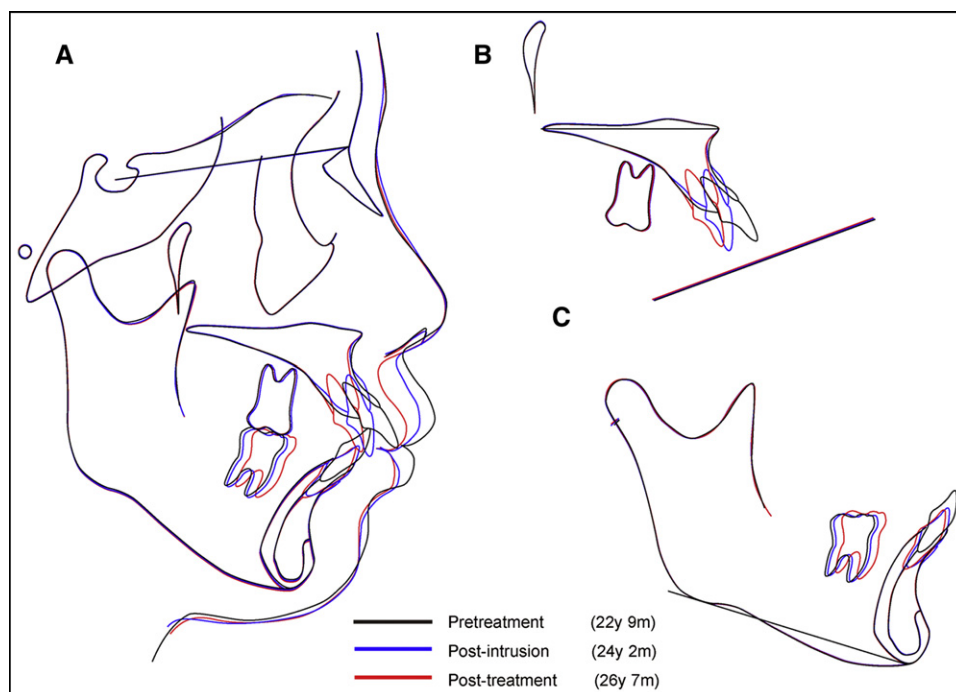 A
B
C
Pretreatment (22y 9m)
Post-intrusion (24y 2m)
Post-treatment (26y 7m)